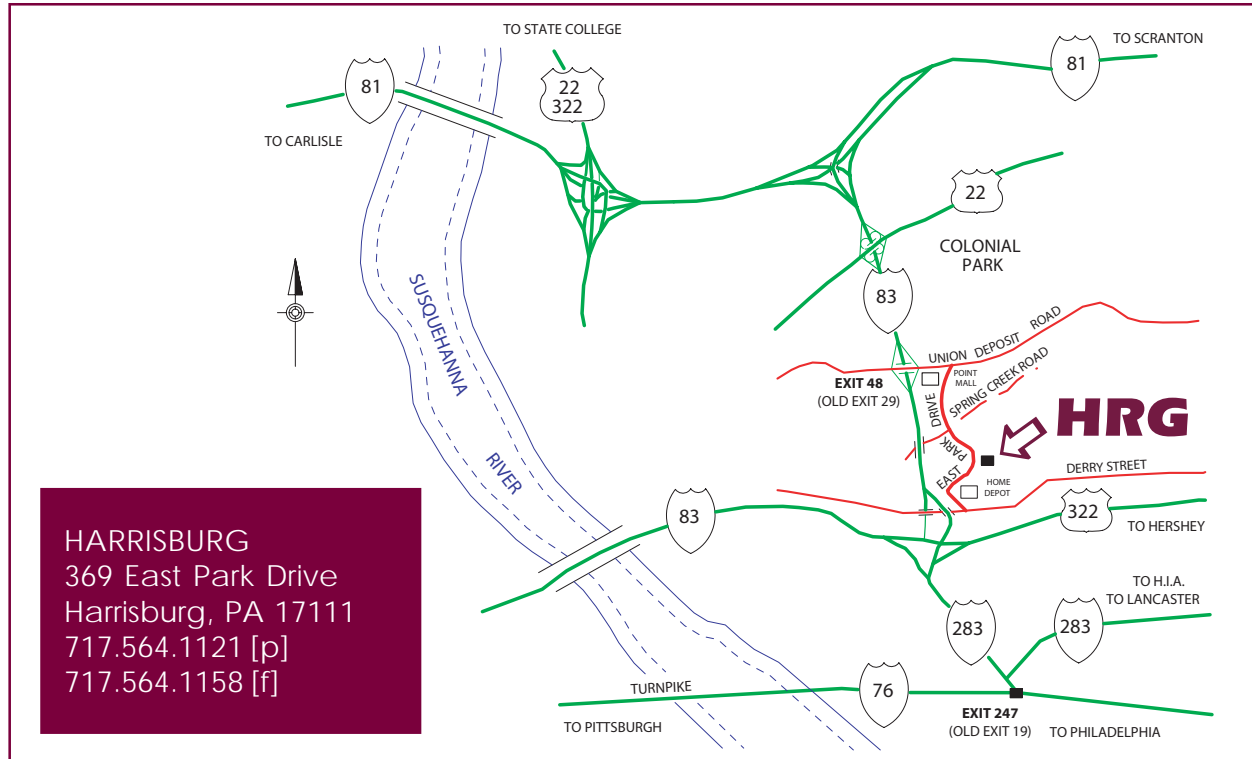 TO STATE COLLEGE
TO SCRANTON
81
22
322
81
TO CARLISLE
22
COLONIAL
PARK
83
SUSQUEHANNA
RIVER
UNION DEPOSIT ROAD
POINT
MALL
SPRING CREEK ROAD
EXIT 48
(OLD EXIT 29)
EAST PARK DRIVE
HRG
DERRY STREET
HOME
DEPOT
83
322
TO HERSHEY
HARRISBURG
369 East Park Drive
Harrisburg, PA 17111
717.564.1121 [p]
717.564.1158 [f]
TO H.I.A.
TO LANCASTER
283
283
TURNPIKE
76
TO PITTSBURGH
EXIT 247
(OLD EXIT 19)
TO PHILADELPHIA